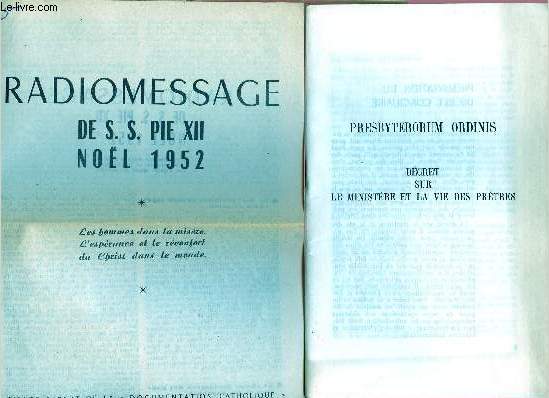 Le-livre.com
RADIOMESSAGE
DE S. S. PIE XII
NOËL 1952
*
Les hommes dans la misère.
L'espérance et le réconfort
du Christ dans le monde.
*
DOCUMENTATION CATHOLIQUE »
PRESBYTERORUM ORDINIS
DÉCRET
SUR
LE MINISTÈRE ET LA VIE DES PRÊTRES